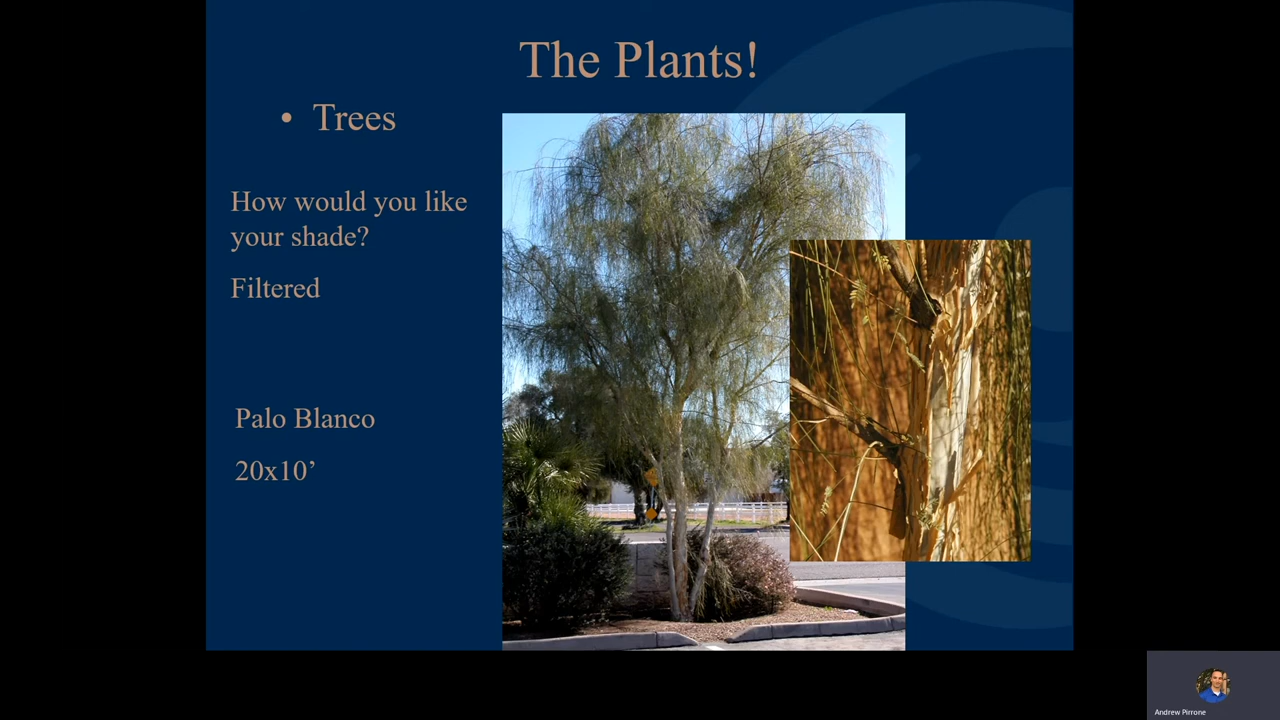 The Plants!
• Trees
How would you like
your shade?
Filtered
Palo Blanco
20x10’
Andrew Pirrone